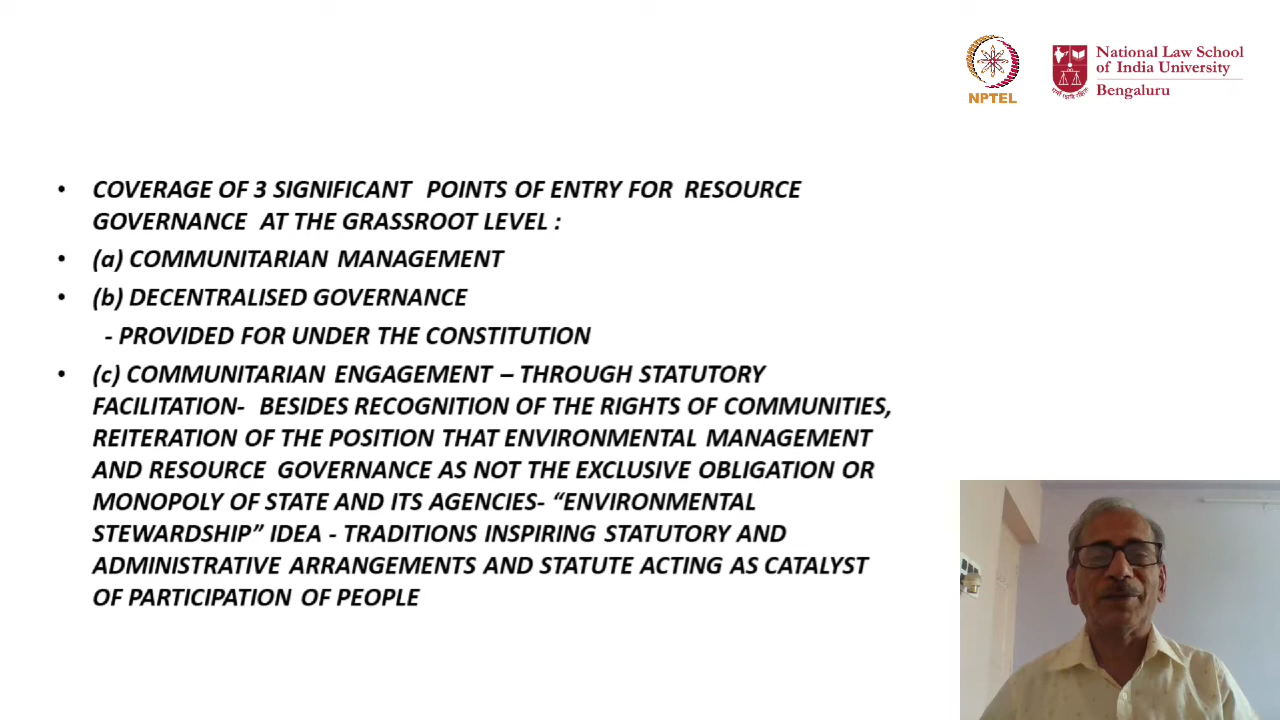 NPTEL
National Law School
of India University
Bengaluru
• COVERAGE OF 3 SIGNIFICANT POINTS OF ENTRY FOR RESOURCE
GOVERNANCE AT THE GRASSROOT LEVEL :
• (a) COMMUNITARIAN MANAGEMENT
• (b) DECENTRALISED GOVERNANCE
- PROVIDED FOR UNDER THE CONSTITUTION
• (c) COMMUNITARIAN ENGAGEMENT – THROUGH STATUTORY
FACILITATION- BESIDES RECOGNITION OF THE RIGHTS OF COMMUNITIES,
REITERATION OF THE POSITION THAT ENVIRONMENTAL MANAGEMENT
AND RESOURCE GOVERNANCE AS NOT THE EXCLUSIVE OBLIGATION OR
MONOPOLY OF STATE AND ITS AGENCIES- “ENVIRONMENTAL
STEWARDSHIP” IDEA - TRADITIONS INSPIRING STATUTORY AND
ADMINISTRATIVE ARRANGEMENTS AND STATUTE ACTING AS CATALYST
OF PARTICIPATION OF PEOPLE